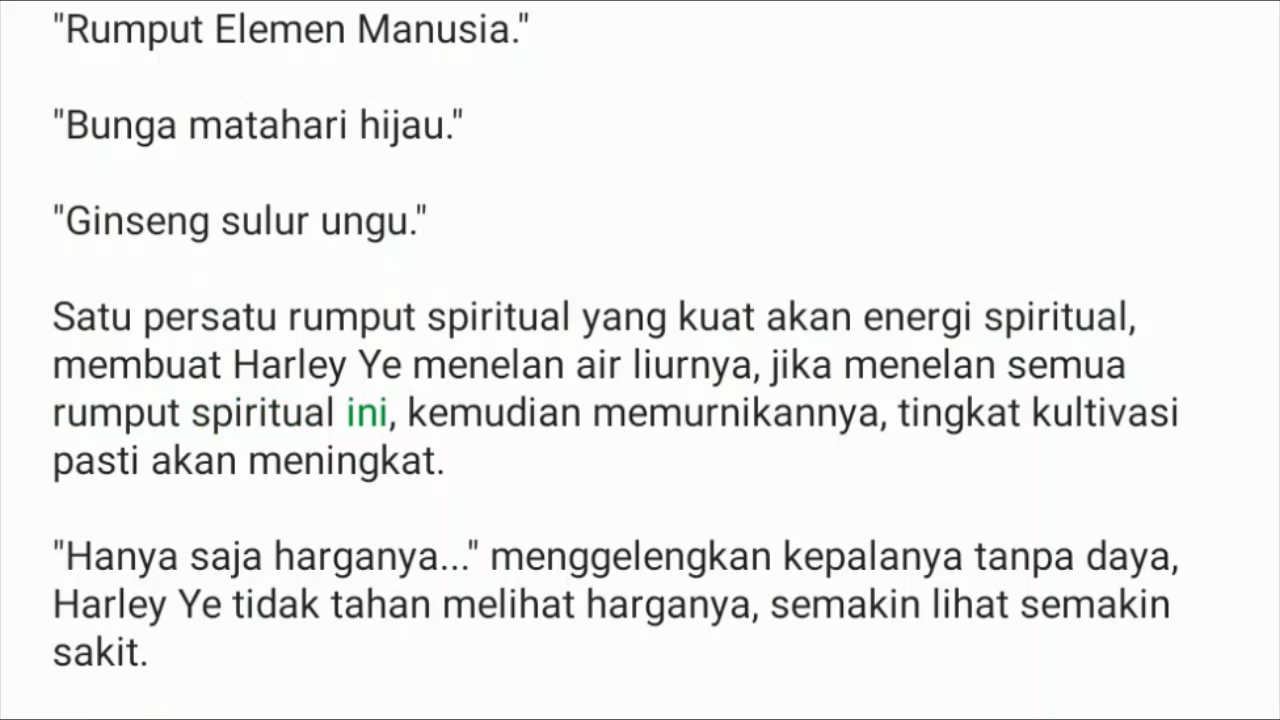 "Rumput Elemen Manusia."
"Bunga matahari hijau."
"Ginseng sulur ungu."
Satu persatu rumput spiritual yang kuat akan energi spiritual,
membuat Harley Ye menelan air liurnya, jika menelan semua
rumput spiritual ini, kemudian memurnikannya, tingkat kultivasi
pasti akan meningkat.
"Hanya saja harganya..." menggelengkan kepalanya tanpa daya,
Harley Ye tidak tahan melihat harganya, semakin lihat semakin
sakit.